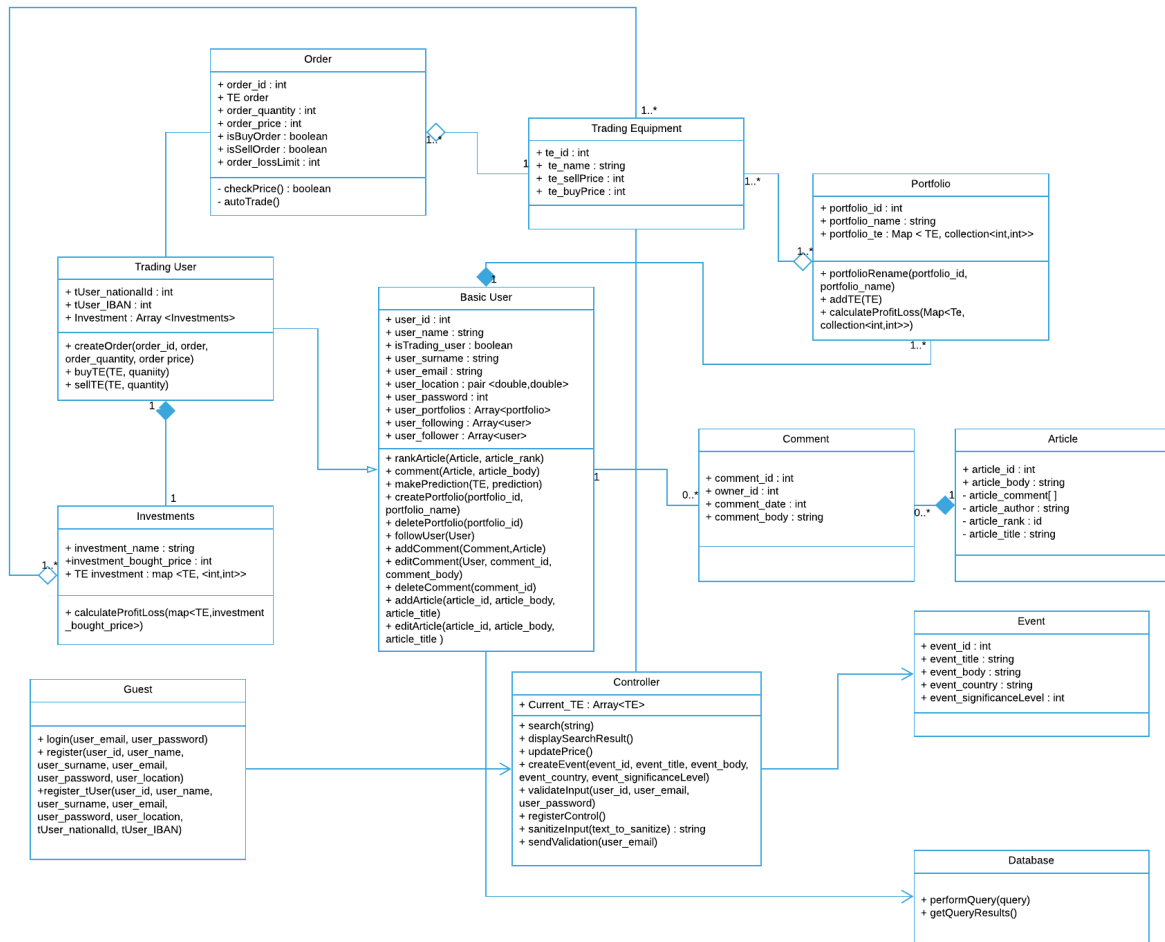 Order
+ order_id : int
+ TE order
+ order_quantity : int
+ order_price : int
+ isBuyOrder : boolean
+ isSellOrder : boolean
+ order_lossLimit : int
- checkPrice() : boolean
- autoTrade()
1..*
1
1..*
Trading Equipment
+ te_id : int
+ te_name : string
+ te_sellPrice : int
+ te_buyPrice : int
1..*
1..*
Portfolio
+ portfolio_id : int
+ portfolio_name : string
+ portfolio_te : Map < TE, collection<int,int>>
+ portfolioRename(portfolio_id,
portfolio_name)
+ addTE(TE)
+ calculateProfitLoss(Map<Te,
collection<int,int>>)
1..*
Trading User
+ tUser_nationalId : int
+ tUser_IBAN : int
+ Investment : Array <Investments>
+ createOrder(order_id, order,
order_quantity, order price)
+ buyTE(TE, quaniity)
+ sellTE(TE, quantity)
1
1
1
Basic User
+ user_id : int
+ user_name : string
+ isTrading_user : boolean
+ user_surname : string
+ user_email : string
+ user_location : pair <double,double>
+ user_password : int
+ user_portfolios : Array<portfolio>
+ user_following : Array<user>
+ user_follower : Array<user>
+ rankArticle(Article, article_rank)
+ comment(Article, article_body)
+ makePrediction(TE, prediction)
+ createPortfolio(portfolio_id,
portfolio_name)
+ deletePortfolio(portfolio_id)
+ followUser(User)
+ addComment(Comment,Article)
+ editComment(User, comment_id,
comment_body)
+ deleteComment(comment_id)
+ addArticle(article_id, article_body,
article_title)
+ editArticle(article_id, article_body,
article_title )
1
0..*
Comment
+ comment_id : int
+ owner_id : int
+ comment_date : int
+ comment_body : string
0..*
1
Article
+ article_id : int
+ article_body : string
- article_comment[ ]
- article_author : string
- article_rank : id
- article_title : string
Investments
+ investment_name : string
+investment_bought_price : int
+ TE investment : map <TE, <int,int>>
+ calculateProfitLoss(map<TE,investment
_bought_price>)
1..*
Event
+ event_id : int
+ event_title : string
+ event_body : string
+ event_country : string
+ event_significanceLevel : int
Guest
+ login(user_email, user_password)
+ register(user_id, user_name,
user_surname, user_email,
user_password, user_location)
+register_tUser(user_id, user_name,
user_surname, user_email,
user_password, user_location,
tUser_nationalId, tUser_IBAN)
Controller
+ Current_TE : Array<TE>
+ search(string)
+ displaySearchResult()
+ updatePrice()
+ createEvent(event_id, event_title, event_body,
event_country, event_significanceLevel)
+ validateInput(user_id, user_email,
user_password)
+ registerControl()
+ sanitizeInput(text_to_sanitize) : string
+ sendValidation(user_email)
Database
+ performQuery(query)
+ getQueryResults()